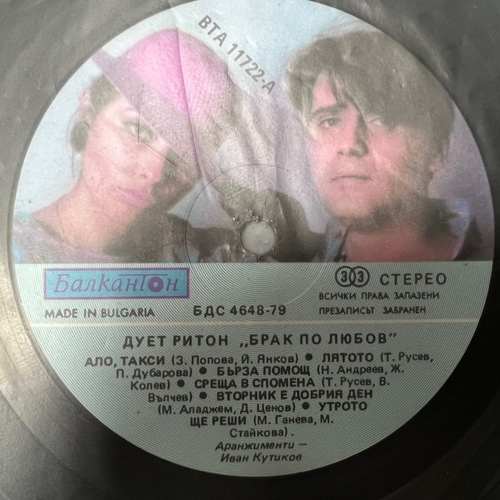 ВТА 11722-А
Балкантон
MADE IN BULGARIA
БДС 4648-79
33 СТЕРЕО
ВСИЧКИ ПРАВА ЗАПАЗЕНИ
ПРЕЗАПИСЪТ ЗАБРАНЕН
ДУЕТ РИТОН „БРАК ПО ЛЮБОВ"
АЛО, ТАКСИ (З. Попова, Й. Янков) ● ЛЯТОТО (Т. Русев,
П. Дубарова) ● БЪРЗА ПОМОЩ (Н. Андреев, Ж.
Колев) ● СРЕЩА В СПОМЕНА (Т. Русев, В.
Вълчев) ● ВТОРНИК Е ДОБРИЯ ДЕН
(М. Аладжем, Д. Ценов) ● УТРОТО
ЩЕ РЕШИ (М. Ганева, М.
Стайкова).
Аранжименти —
Иван Кутиков